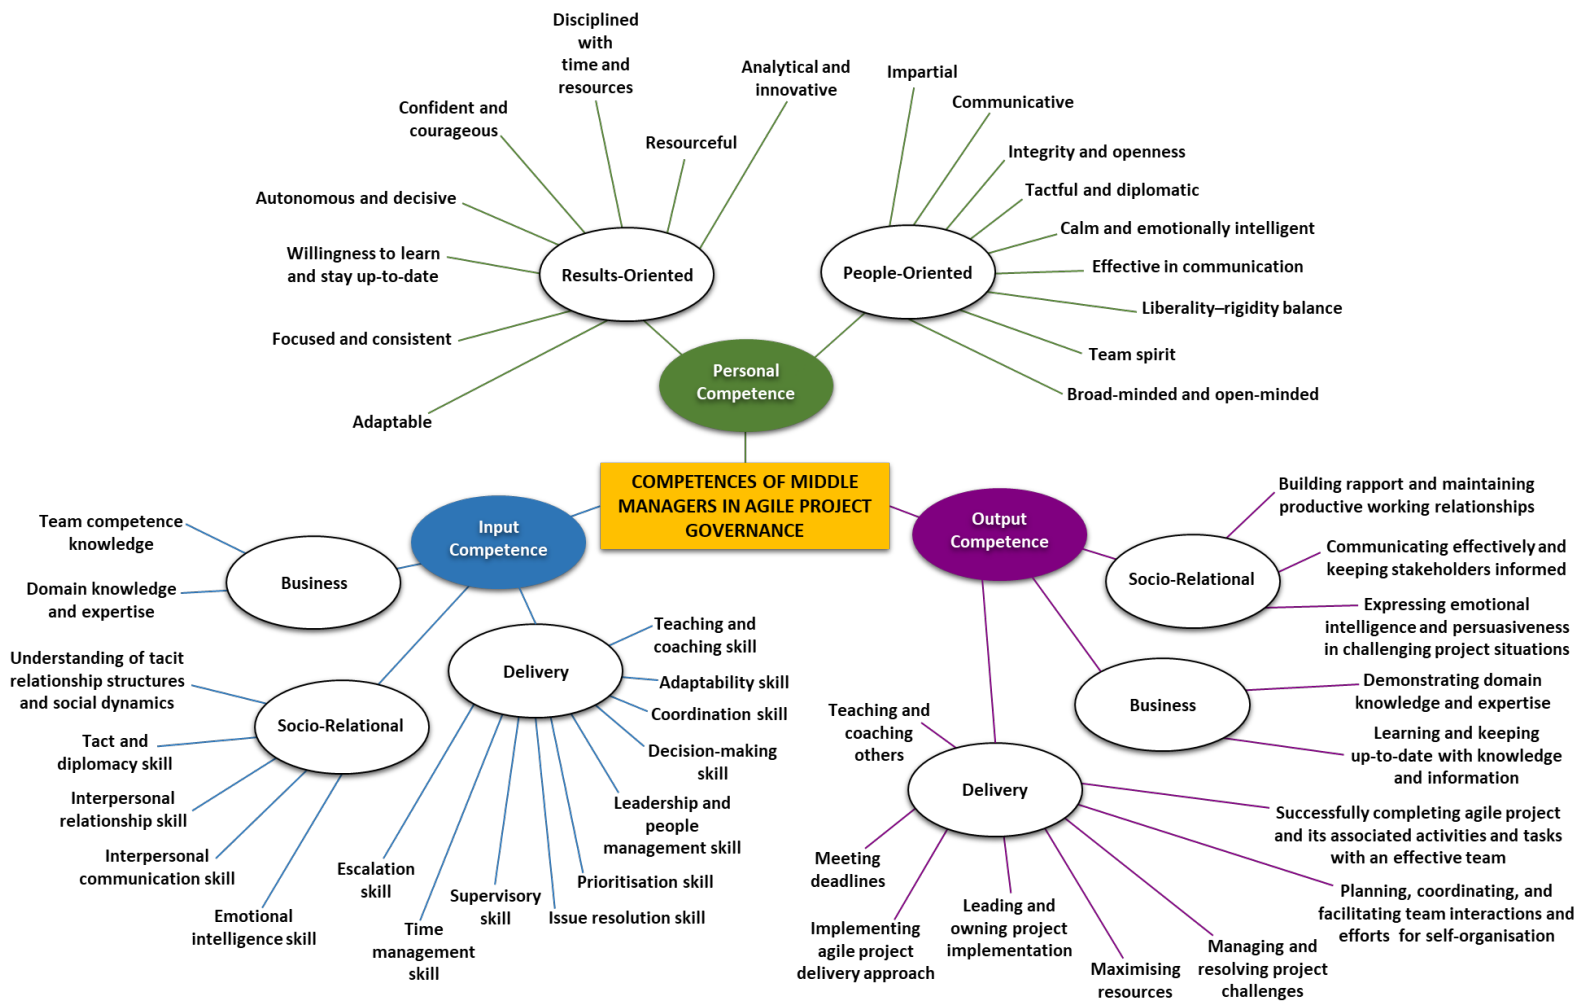 Disciplined
with
time and
resources
Analytical and
innovative
Confident and
courageous
Resourceful
Autonomous and decisive
Willingness to learn
and stay up-to-date
Results-Oriented
Focused and consistent
Adaptable
Impartial
Communicative
Integrity and openness
Tactful and diplomatic
Calm and emotionally intelligent
People-Oriented
Effective in communication
Liberality–rigidity balance
Team spirit
Broad-minded and open-minded
Personal
Competence
COMPETENCES OF MIDDLE
MANAGERS IN AGILE PROJECT
GOVERNANCE
Input
Competence
Team competence
knowledge
Business
Domain knowledge
and expertise
Understanding of tacit
relationship structures
and social dynamics
Socio-Relational
Tact and
diplomacy skill
Interpersonal
relationship skill
Interpersonal
communication skill
Emotional
intelligence skill
Delivery
Teaching and
coaching skill
Adaptability skill
Coordination skill
Decision-making
skill
Leadership and
people
management skill
Prioritisation skill
Issue resolution skill
Supervisory
skill
Time
management
skill
Escalation
skill
Output
Competence
Building rapport and maintaining
productive working relationships
Socio-Relational
Communicating effectively and
keeping stakeholders informed
Expressing emotional
intelligence and persuasiveness
in challenging project situations
Business
Demonstrating domain
knowledge and expertise
Learning and keeping
up-to-date with knowledge
and information
Teaching and
coaching
others
Delivery
Successfully completing agile project
and its associated activities and tasks
with an effective team
Planning, coordinating, and
facilitating team interactions and
efforts for self-organisation
Managing and
resolving project
challenges
Maximising
resources
Leading and
owning project
implementation
Implementing
agile project
delivery approach
Meeting
deadlines